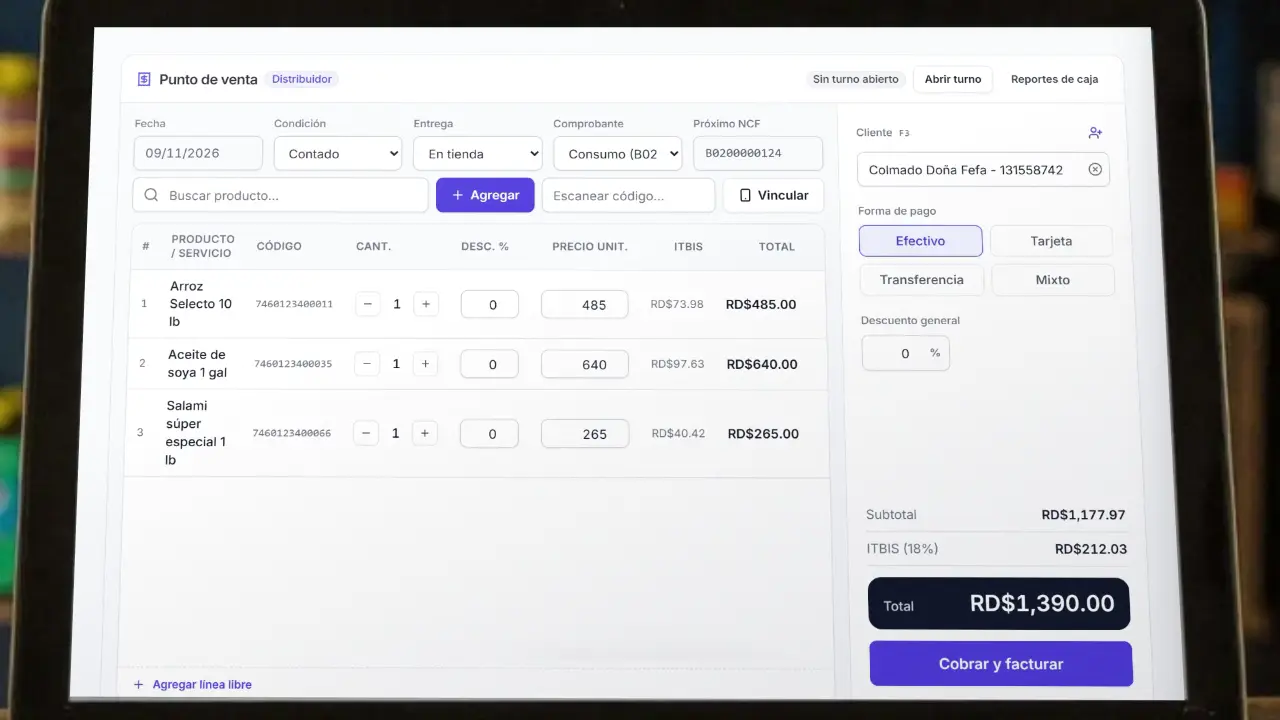 Punto de venta Distribuidor
Sin turno abierto Abrir turno Reportes de caja
Fecha Condición Entrega Comprobante Próximo NCF
09/11/2026 Contado En tienda Consumo (B02 B0200000124
Buscar producto... + Agregar Escanear código... Vincular
# PRODUCTO / SERVICIO CÓDIGO CANT. DESC. % PRECIO UNIT. ITBIS TOTAL
1 Arroz Selecto 10 lb 7460123400011 − 1 + 0 485 RD$73.98 RD$485.00
2 Aceite de soya 1 gal 7460123400035 − 1 + 0 640 RD$97.63 RD$640.00
3 Salami súper especial 1 lb 7460123400066 − 1 + 0 265 RD$40.42 RD$265.00
+ Agregar línea libre
Cliente F3
Colmado Doña Fefa - 131558742
Forma de pago
Efectivo Tarjeta
Transferencia Mixto
Descuento general
0 %
Subtotal RD$1,177.97
ITBIS (18%) RD$212.03
Total RD$1,390.00
Cobrar y facturar